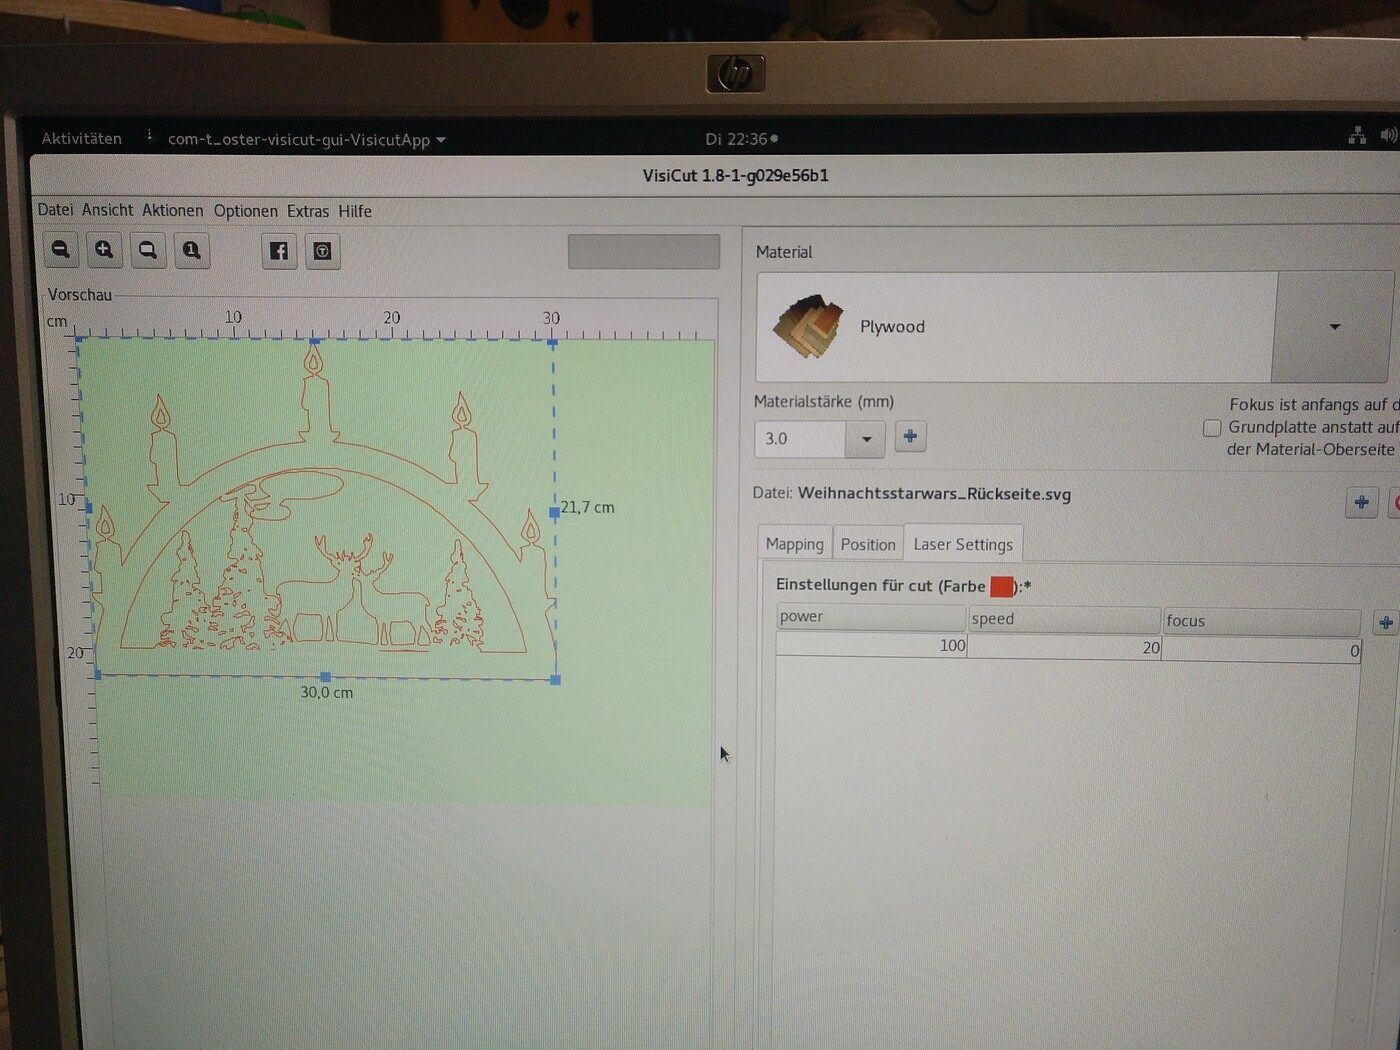 hp
Aktivitäten
com-t_oster-visicut-gui-VisicutApp
Di 22:36
VisiCut 1.8-1-g029e56b1
Datei Ansicht Aktionen Optionen Extras Hilfe
1
f
T
Vorschau
cm
10
20
30
10
20
21,7 cm
30,0 cm
Material
Plywood
Materialstärke (mm)
3.0
Fokus ist anfangs auf d
Grundplatte anstatt auf
der Material-Oberseite
Datei: Weihnachtsstarwars_Rückseite.svg
Mapping
Position
Laser Settings
Einstellungen für cut (Farbe ):*
power
speed
focus
100
20
0